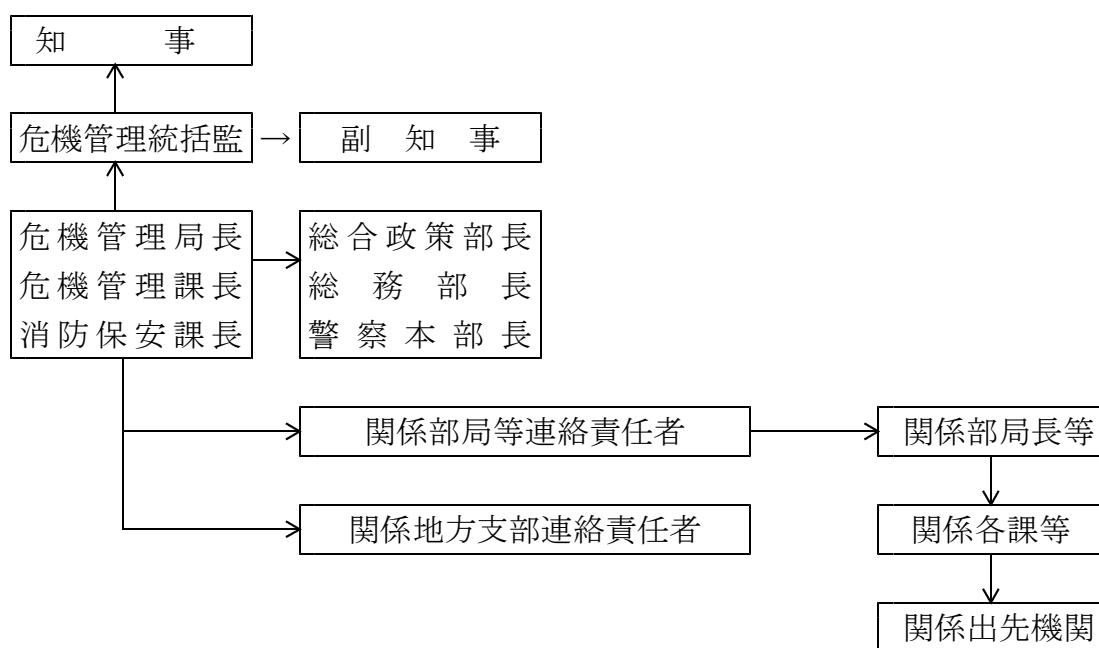 知事
危機管理統括監 → 副知事
危機管理局長
危機管理課長
消防保安課長
総合政策部長
総務部長
警察本部長
関係部局等連絡責任者
関係部局長等
関係地方支部連絡責任者
関係各課等
関係出先機関